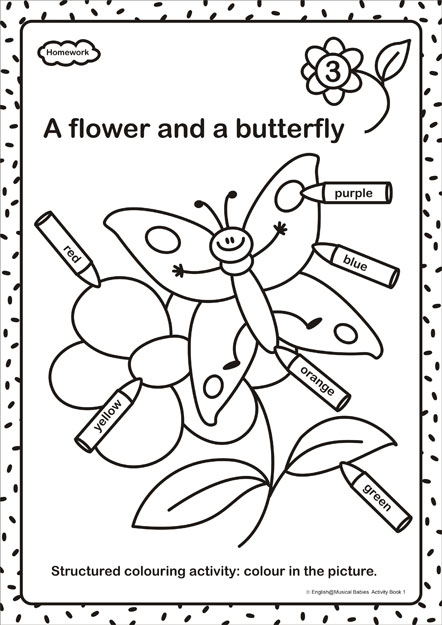 Homework
3
A flower and a butterfly
purple
red
blue
orange
yellow
green
Structured colouring activity: colour in the picture.
© English@Musical Babies Activity Book 1